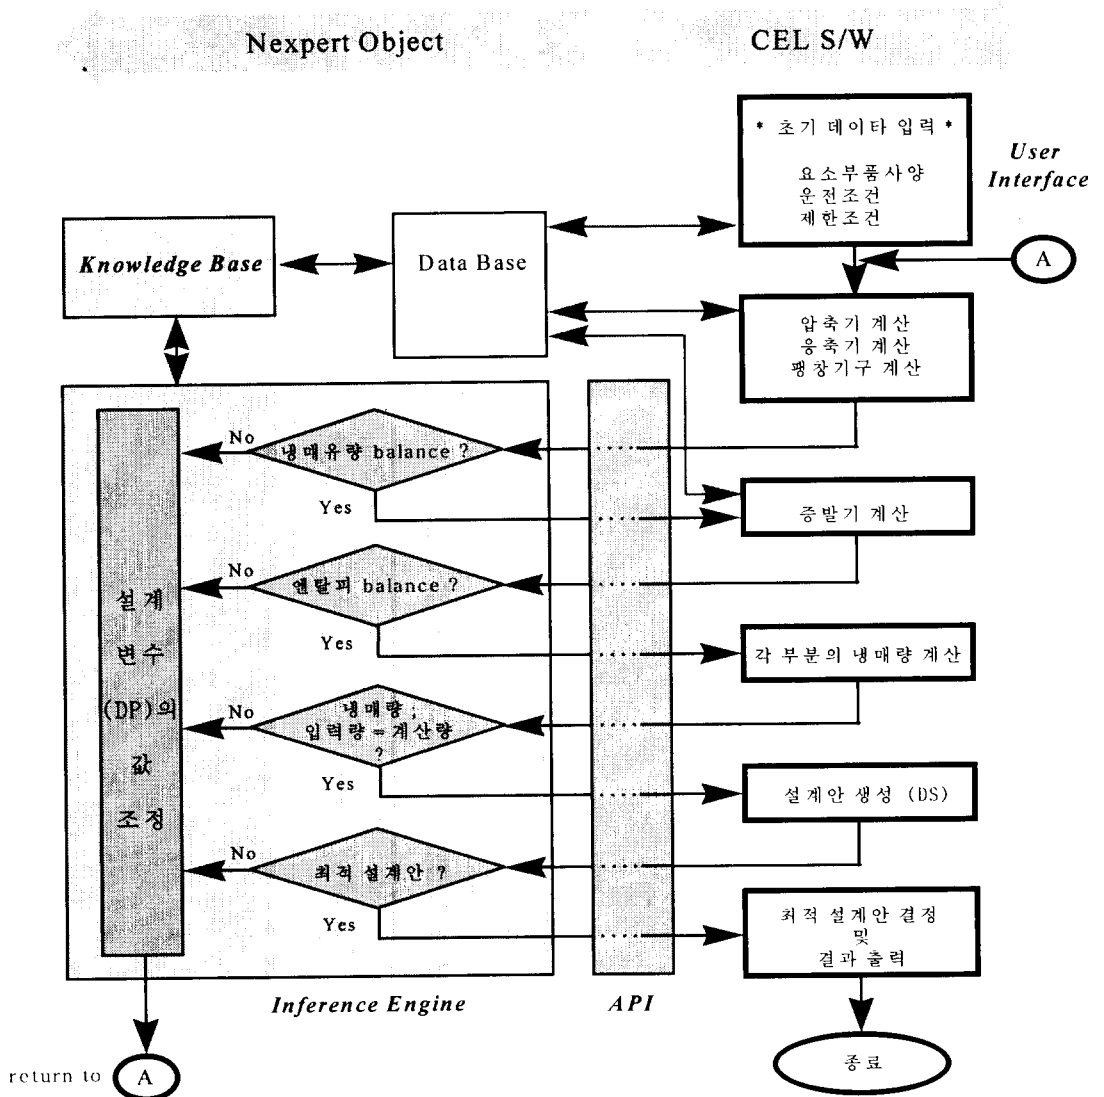 Nexpert Object
CEL S/W
* 초기 데이타 입력 *
요소부품사양
운전조건
제한조건
User
Interface
Knowledge Base
Data Base
A
압축기 계산
응축기 계산
팽창기구 계산
No
냉매유량 balance ?
Yes
증발기 계산
No
엔탈피 balance ?
Yes
각 부분의 냉매량 계산
설계
변수
(DP)의
값
조정
No
냉매량 ;
입력량 = 계산량
?
Yes
설계안 생성 (DS)
No
최적 설계안 ?
Yes
최적 설계안 결정
및
결과 출력
Inference Engine
API
종료
return to A